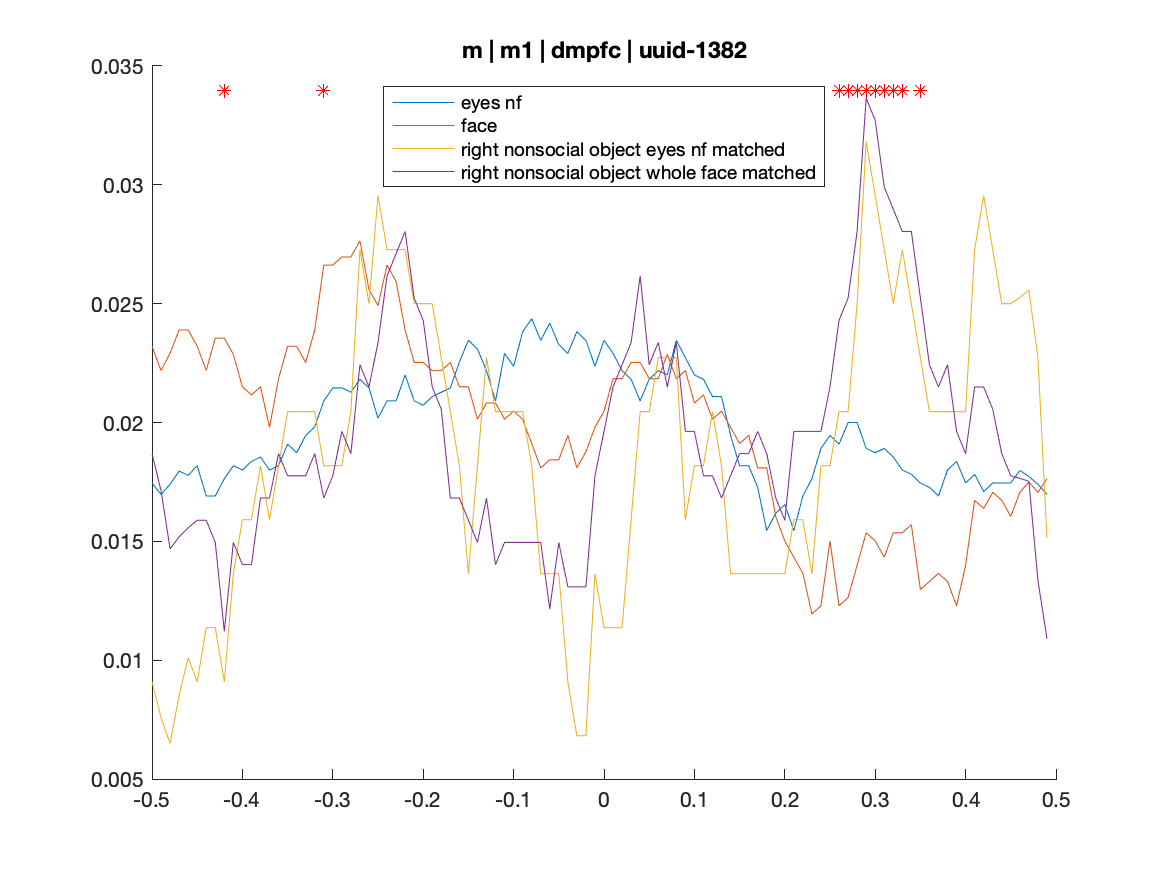 m | m1 | dmpfc | uuid-1382
0.035
0.03
0.025
0.02
0.015
0.01
0.005
eyes nf
face
right nonsocial object eyes nf matched
right nonsocial object whole face matched
-0.5 -0.4 -0.3 -0.2 -0.1 0 0.1 0.2 0.3 0.4 0.5